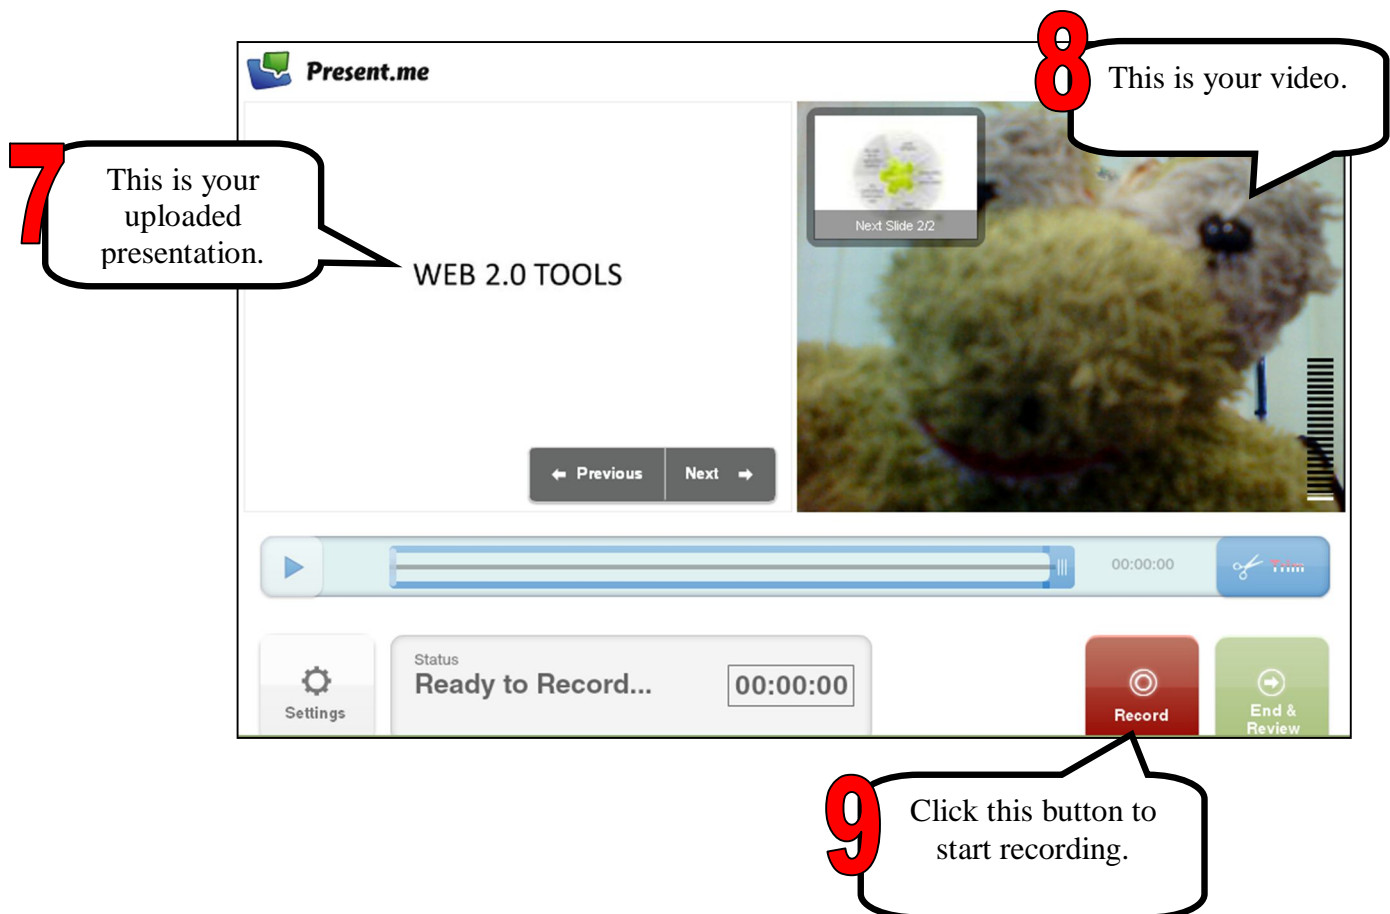 8
This is your video.
Present.me
7
This is your
uploaded
presentation.
WEB 2.0 TOOLS
Next Slide 2/2
Previous
Next
00:00:00
Trim
Status
Ready to Record...
00:00:00
Settings
Record
End &
Review
9
Click this button to
start recording.